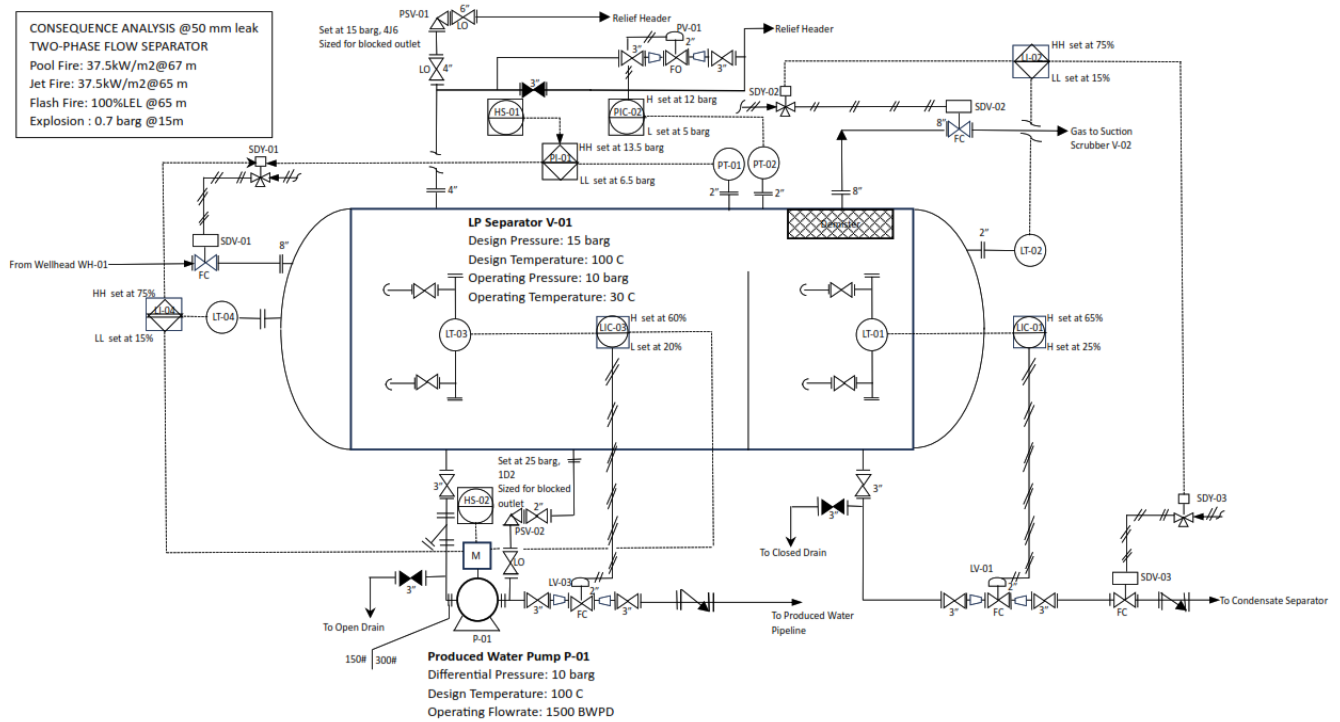 CONSEQUENCE ANALYSIS @50 mm leak
TWO-PHASE FLOW SEPARATOR
Pool Fire: 37.5kW/m2@67 m
Jet Fire: 37.5kW/m2@65 m
Flash Fire: 100%LEL @65 m
Explosion : 0.7 barg @15m
PSV-01
6"
LO
Relief Header
Set at 15 barg, 4J6
Sized for blocked outlet
LO
4"
PV-01
3"
2"
FO
3"
Relief Header
3"
HS-01
PIC-02
H set at 12 barg
L set at 5 barg
LI-02
HH set at 75%
LL set at 15%
SDY-02
SDV-02
8"
FC
Gas to Suction
Scrubber V-02
SDY-01
PI-01
HH set at 13.5 barg
LL set at 6.5 barg
PT-01
PT-02
2"
2"
4"
8"
SDV-01
8"
From Wellhead WH-01
FC
LP Separator V-01
Design Pressure: 15 barg
Design Temperature: 100 C
Operating Pressure: 10 barg
Operating Temperature: 30 C
Demister
2"
LT-02
HH set at 75%
LI-04
LT-04
LL set at 15%
LT-03
LIC-03
H set at 60%
L set at 20%
LT-01
LIC-01
H set at 65%
H set at 25%
3"
Set at 25 barg,
1D2
Sized for blocked
outlet
HS-02
2"
PSV-02
LO
M
3"
To Open Drain
P-01
150#
300#
LV-03
3"
2"
FC
3"
To Produced Water
Pipeline
3"
3"
To Closed Drain
LV-01
3"
2"
FC
3"
SDY-03
SDV-03
FC
To Condensate Separator
Produced Water Pump P-01
Differential Pressure: 10 barg
Design Temperature: 100 C
Operating Flowrate: 1500 BWPD